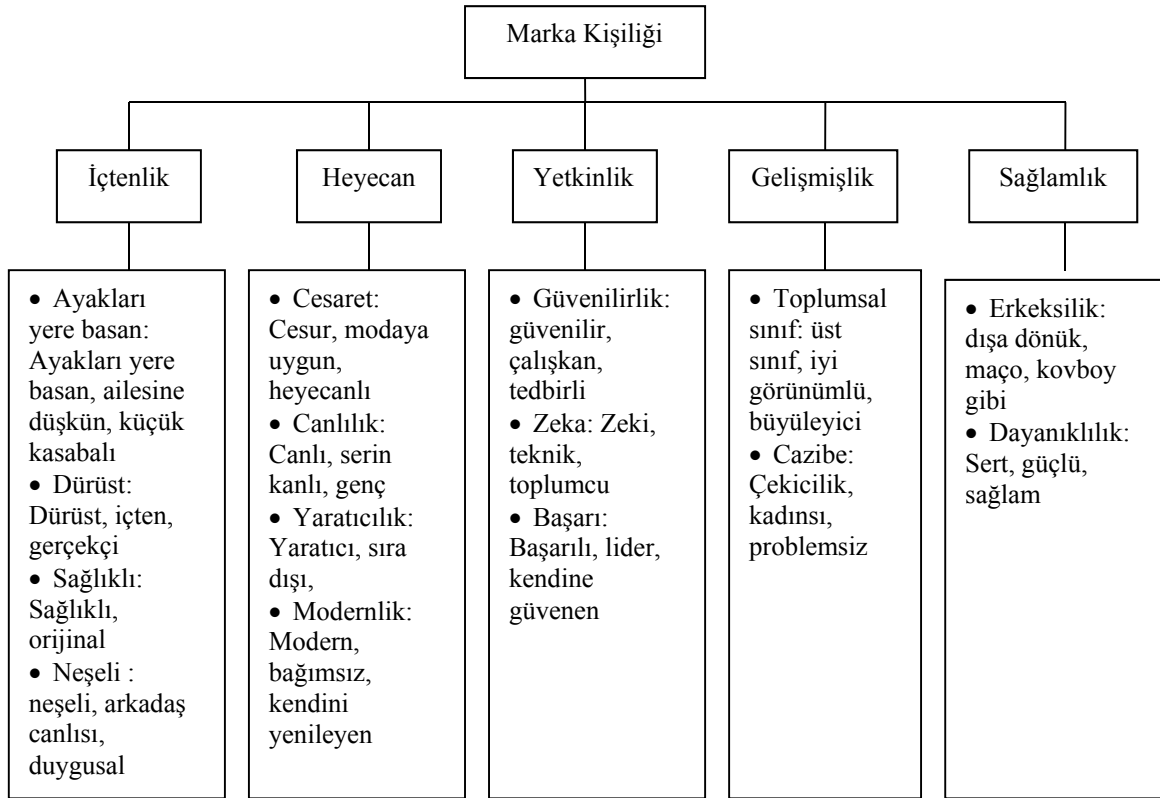 Marka Kişiliği
İçtenlik
Heyecan
Yetkinlik
Gelişmişlik
Sağlamlık
• Ayakları
yere basan:
Ayakları yere
basan, ailesine
düşkün, küçük
kasabalı
• Dürüst:
Dürüst, içten,
gerçekçi
• Sağlıklı:
Sağlıklı,
orijinal
• Neşeli :
neşeli, arkadaş
canlısı,
duygusal
• Cesaret:
Cesur, modaya
uygun,
heyecanlı
• Canlılık:
Canlı, serin
kanlı, genç
• Yaratıcılık:
Yaratıcı, sıra
dışı,
• Modernlik:
Modern,
bağımsız,
kendini
yenileyen
• Güvenilirlik:
güvenilir,
çalışkan,
tedbirli
• Zeka: Zeki,
teknik,
toplumcu
• Başarı:
Başarılı, lider,
kendine
güvenen
• Toplumsal
sınıf: üst
sınıf, iyi
görünümlü,
büyüleyici
• Cazibe:
Çekicilik,
kadınsı,
problemsiz
• Erkeksilik:
dışa dönük,
maço, kovboy
gibi
• Dayanıklılık:
Sert, güçlü,
sağlam